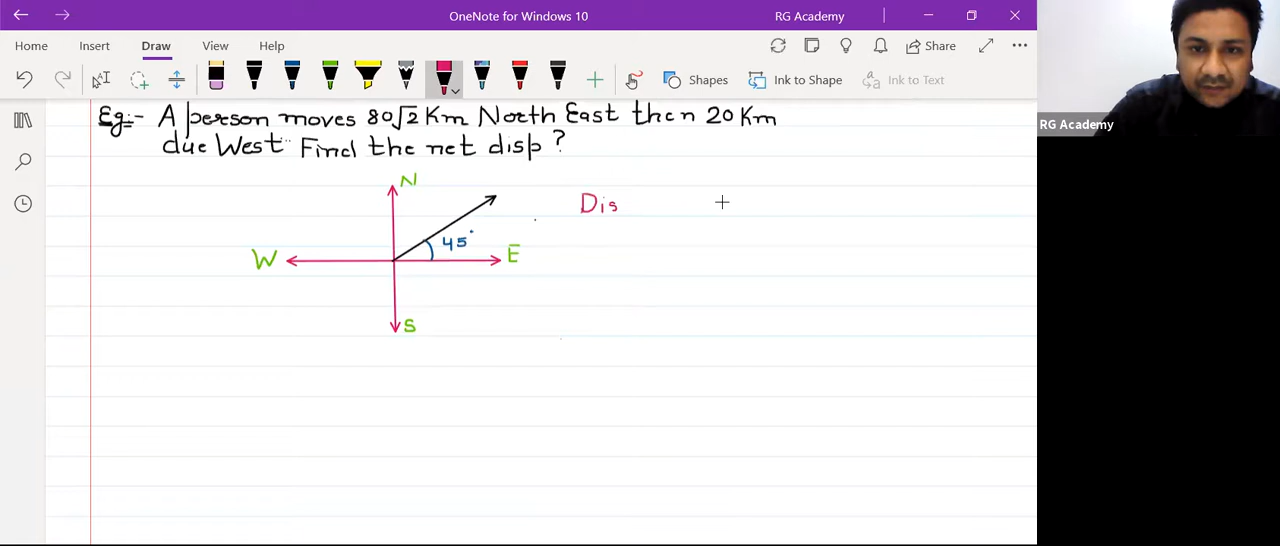 OneNote for Windows 10
RG Academy
Home Insert Draw View Help
Share
Shapes
Ink to Shape
Ink to Text
RG Academy
Eg:- A person moves 80√2 Km North East then 20 Km
due West. Find the net disp ?
N
Dis
45°
W
E
S